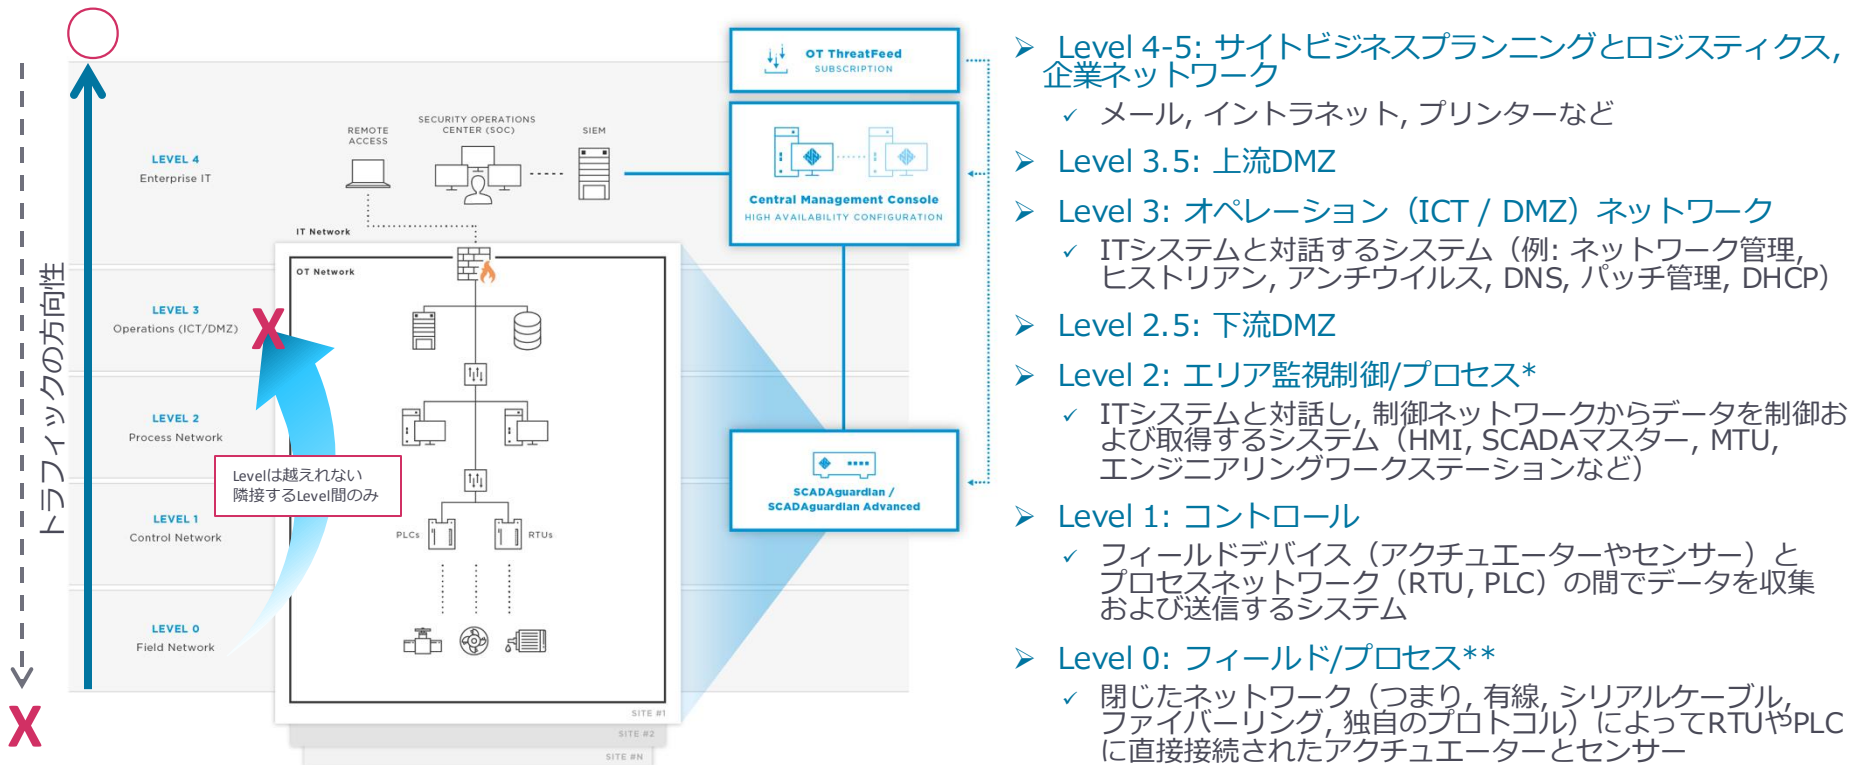 OT ThreatFeed
SUBSCRIPTION
SECURITY OPERATIONS
CENTER (SOC)
REMOTE
ACCESS
SIEM
LEVEL 4
Enterprise IT
Central Management Console
HIGH AVAILABILITY CONFIGURATION
IT Network
OT Network
トラフィックの方向性
LEVEL 3
Operations (ICT/DMZ)
X
LEVEL 2
Process Network
Levelは越えれない
隣接するLevel間のみ
SCADAguardian /
SCADAguardian Advanced
LEVEL 1
Control Network
PLCs
RTUs
LEVEL 0
Field Network
X
SITE #1
SITE #2
SITE #N
➢ Level 4-5: サイトビジネスプランニングとロジスティクス,
企業ネットワーク
✓ メール, イントラネット, プリンターなど
➢ Level 3.5: 上流DMZ
➢ Level 3: オペレーション（ICT / DMZ）ネットワーク
✓ ITシステムと対話するシステム（例: ネットワーク管理,
ヒストリアン, アンチウイルス, DNS, パッチ管理, DHCP）
➢ Level 2.5: 下流DMZ
➢ Level 2: エリア監視制御/プロセス*
✓ ITシステムと対話し, 制御ネットワークからデータを制御お
よび取得するシステム（HMI, SCADAマスター, MTU,
エンジニアリングワークステーションなど）
➢ Level 1: コントロール
✓ フィールドデバイス（アクチュエーターやセンサー）と
プロセスネットワーク（RTU, PLC）の間でデータを収集
および送信するシステム
➢ Level 0: フィールド/プロセス**
✓ 閉じたネットワーク（つまり, 有線, シリアルケーブル,
ファイバーリング, 独自のプロトコル）によってRTUやPLC
に直接接続されたアクチュエーターとセンサー